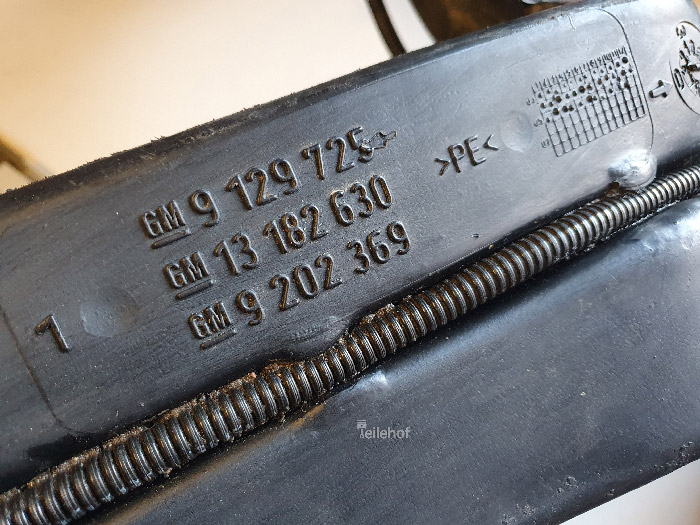 GM 9 129 725
GM 13 182 630
GM 9 202 369
>PE<
1
Teilehof